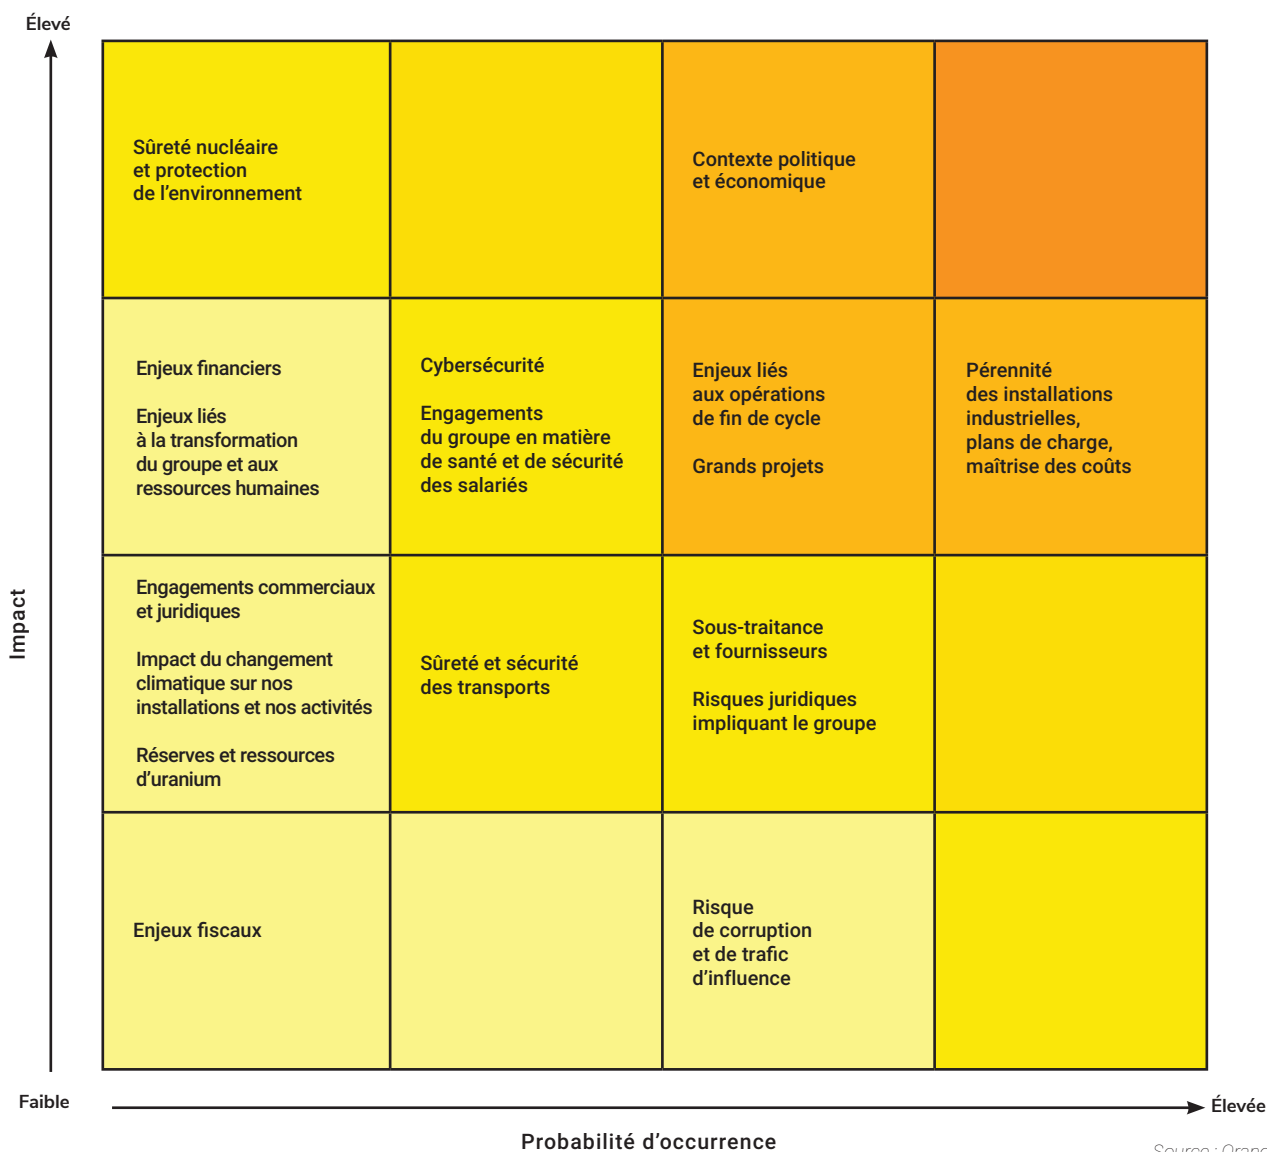 Élevé
Sûreté nucléaire
et protection
de l'environnement
Contexte politique
et économique
Enjeux financiers
Enjeux liés
à la transformation
du groupe et aux
ressources humaines
Cybersécurité
Engagements
du groupe en matière
de santé et de sécurité
des salariés
Enjeux liés
aux opérations
de fin de cycle
Grands projets
Pérennité
des installations
industrielles,
plans de charge,
maîtrise des coûts
Impact
Engagements commerciaux
et juridiques
Impact du changement
climatique sur nos
installations et nos activités
Réserves et ressources
d'uranium
Sûreté et sécurité
des transports
Sous-traitance
et fournisseurs
Risques juridiques
impliquant le groupe
Enjeux fiscaux
Risque
de corruption
et de trafic
d'influence
Faible
Élevée
Probabilité d'occurrence
Source :